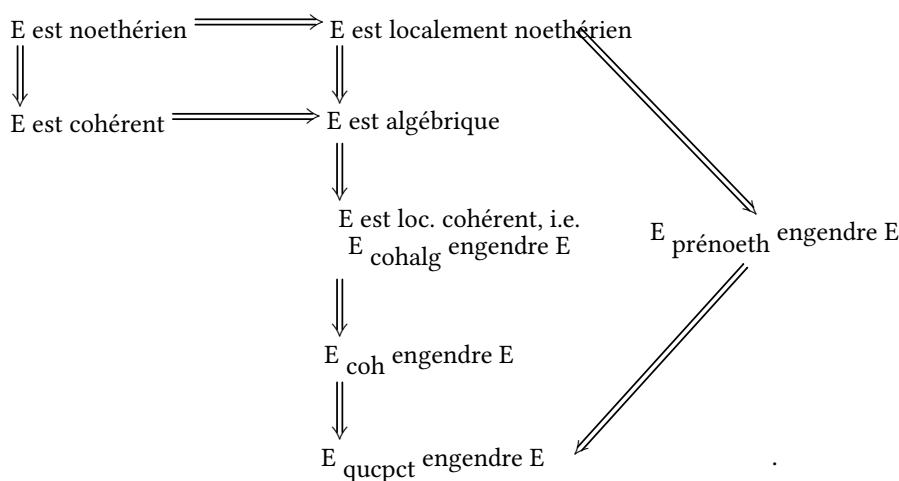 E est noethérien E est localement noethérien
E est cohérent E est algébrique
E est loc. cohérent, i.e.
E cohalg engendre E
E prénoeth engendre E
E coh engendre E
E qucpct engendre E .